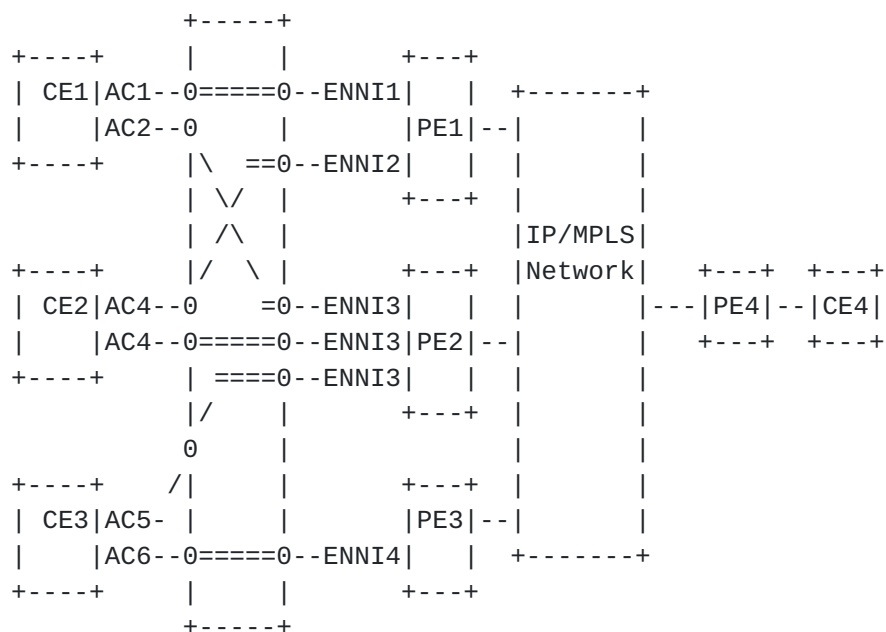 +-----+
+----+      |     |       +---+
| CE1|AC1--0=====0--ENNI1|   |  +-------+
|    |AC2--0     |       |PE1|--|       |
+----+     |\  ==0--ENNI2|   |  |       |
            | \/  |       +---+  |       |
            | /\  |              |IP/MPLS|
+----+      |/  \ |       +---+  |Network|   +---+  +---+
| CE2|AC4--0    =0--ENNI3|   |  |       |---|PE4|--|CE4|
|    |AC4--0=====0--ENNI3|PE2|--|       |   +---+  +---+
+----+      | ====0--ENNI3|   |  |       |
            |/    |       +---+  |       |
            0     |              |       |
+----+     /|     |       +---+  |       |
| CE3|AC5- |     |       |PE3|--|       |
|    |AC6--0=====0--ENNI4|   |  +-------+
+----+      |     |       +---+
            +-----+